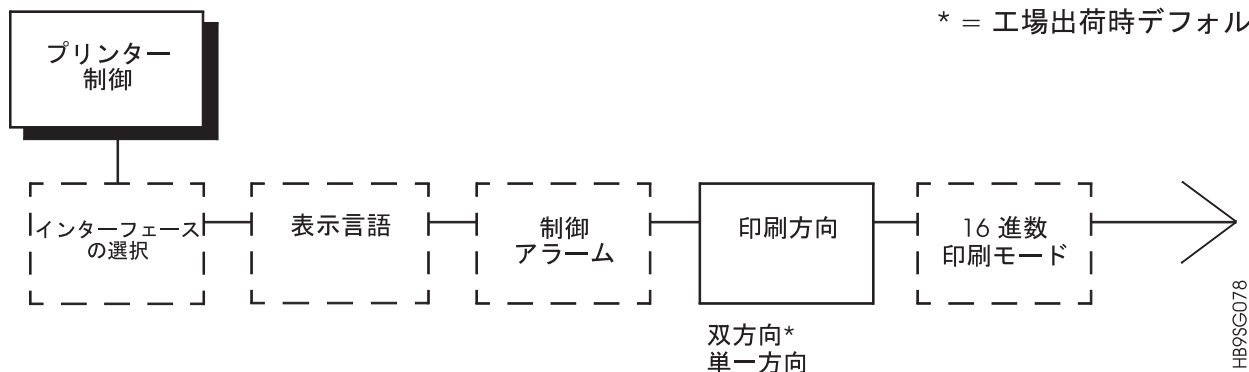 * = 工場出荷時デフォル
プリンター
制御
インターフェース
の選択
表示言語
制御
アラーム
印刷方向
16 進数
印刷モード
双方向*
単一方向
HB9SG078